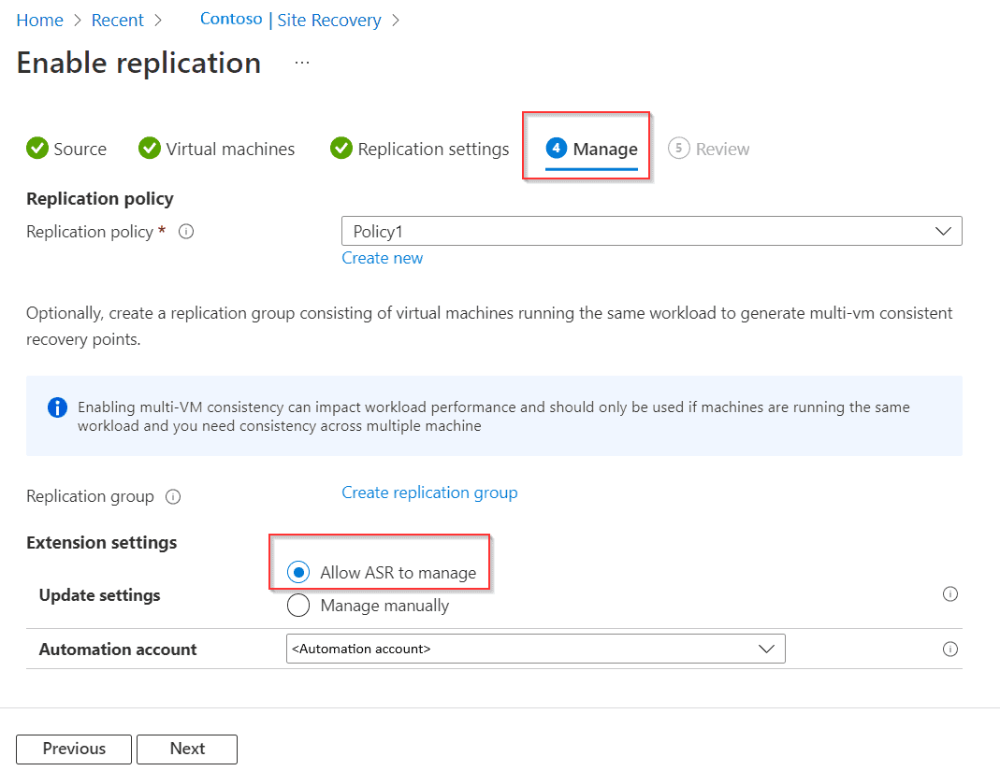 Home > Recent > Contoso | Site Recovery >
Enable replication ...
Source Virtual machines Replication settings 4 Manage 5 Review
Replication policy
Replication policy * Policy1
Create new
Optionally, create a replication group consisting of virtual machines running the same workload to generate multi-vm consistent
recovery points.
Enabling multi-VM consistency can impact workload performance and should only be used if machines are running the same
workload and you need consistency across multiple machine
Replication group Create replication group
Extension settings
Allow ASR to manage
Update settings
Manage manually
Automation account <Automation account>
Previous Next